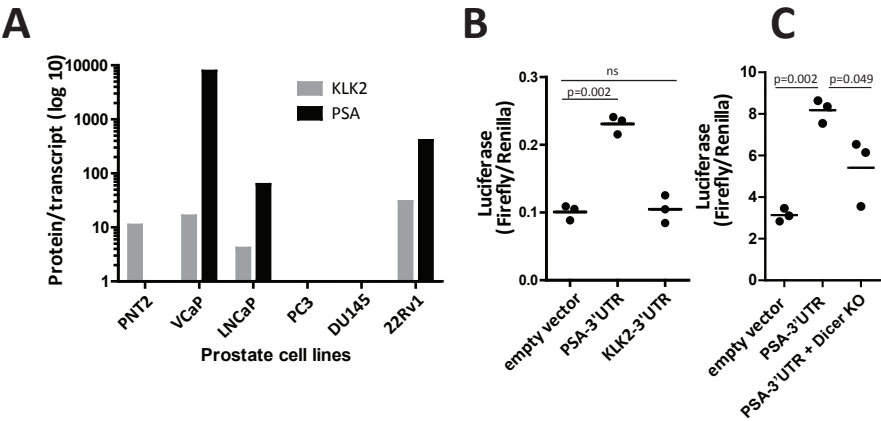 A
Protein/transcript (log 10)
10000
1000
100
10
1
KLK2
PSA
PNT2
VCaP
LNCaP
PC3
DU145
22Rv1
Prostate cell lines
B
Luciferase
(Firefly/Renilla)
0.3
0.2
0.1
0.0
ns
p=0.002
empty vector
PSA-3'UTR
KLK2-3'UTR
C
Luciferase
(Firefly/Renilla)
10
8
6
4
2
0
p=0.002
p=0.049
empty vector
PSA-3'UTR
PSA-3'UTR + Dicer KO